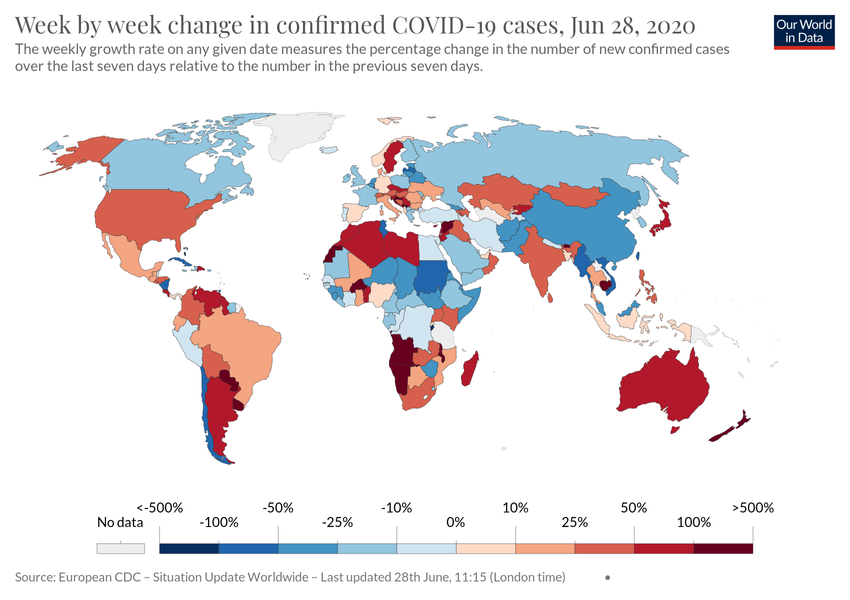 Week by week change in confirmed COVID-19 cases, Jun 28, 2020
Our World
in Data
The weekly growth rate on any given date measures the percentage change in the number of new confirmed cases
over the last seven days relative to the number in the previous seven days.
<-500% -50% -10% 10% 50% >500%
No data -100% -25% 0% 25% 100%
Source: European CDC – Situation Update Worldwide – Last updated 28th June, 11:15 (London time)